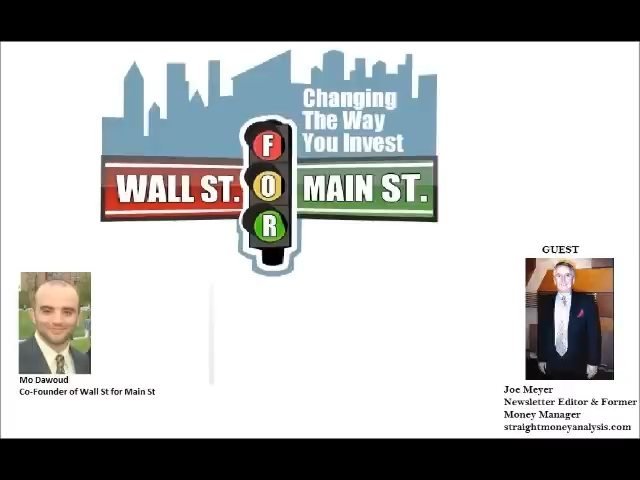 Changing
The Way
You Invest
WALL ST. FOR MAIN ST.
GUEST
Mo Dawoud
Co-Founder of Wall St for Main St
Joe Meyer
Newsletter Editor & Former
Money Manager
straightmoneyanalysis.com